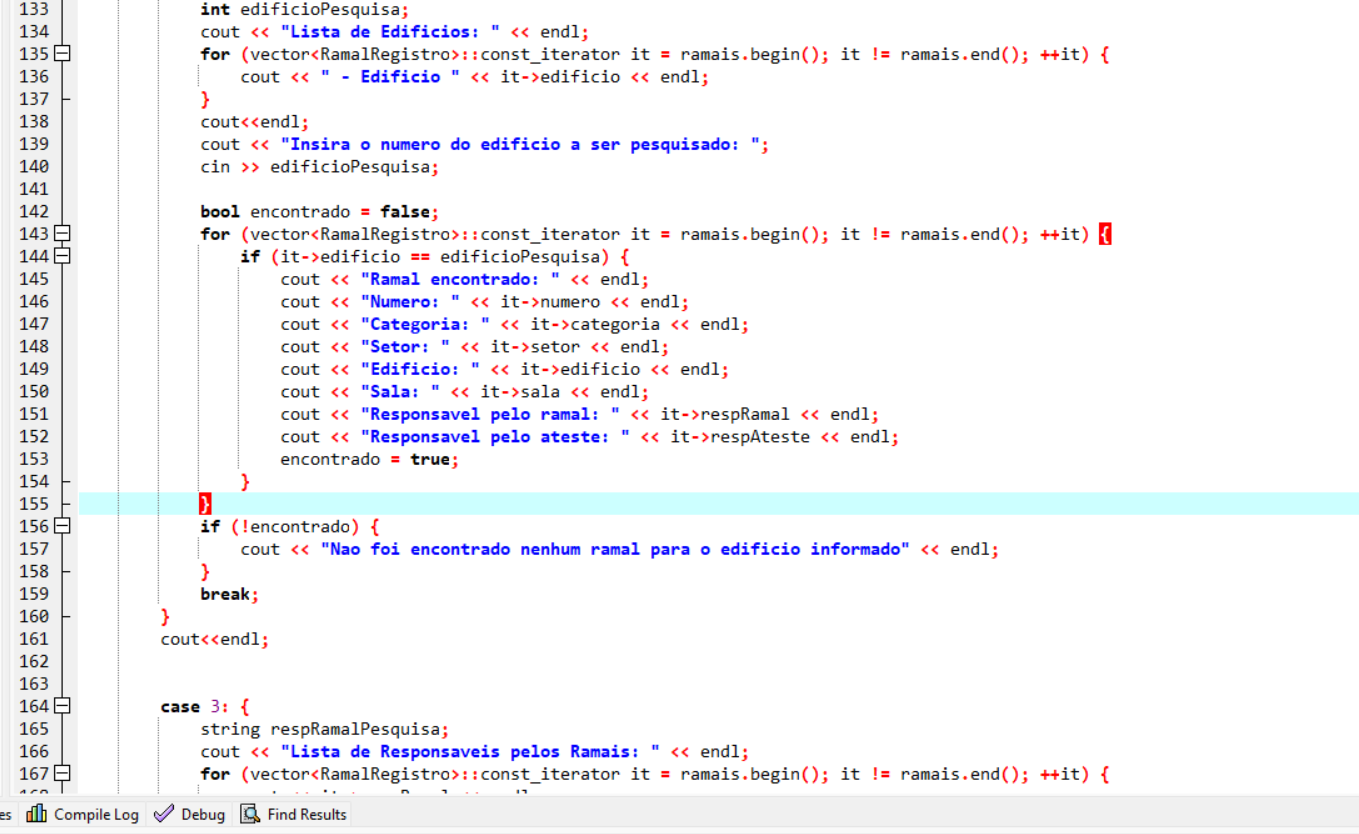 133 int edificioPesquisa;
134 cout << "Lista de Edificios: " << endl;
135 for (vector<RamalRegistro>::const_iterator it = ramais.begin(); it != ramais.end(); ++it) {
136 cout << " - Edificio " << it->edificio << endl;
137 }
138 cout<<endl;
139 cout << "Insira o numero do edificio a ser pesquisado: ";
140 cin >> edificioPesquisa;
141
142 bool encontrado = false;
143 for (vector<RamalRegistro>::const_iterator it = ramais.begin(); it != ramais.end(); ++it) {
144 if (it->edificio == edificioPesquisa) {
145 cout << "Ramal encontrado: " << endl;
146 cout << "Numero: " << it->numero << endl;
147 cout << "Categoria: " << it->categoria << endl;
148 cout << "Setor: " << it->setor << endl;
149 cout << "Edificio: " << it->edificio << endl;
150 cout << "Sala: " << it->sala << endl;
151 cout << "Responsavel pelo ramal: " << it->respRamal << endl;
152 cout << "Responsavel pelo ateste: " << it->respAteste << endl;
153 encontrado = true;
154 }
155 }
156 if (!encontrado) {
157 cout << "Nao foi encontrado nenhum ramal para o edificio informado" << endl;
158 }
159 break;
160 }
161 cout<<endl;
162
163
164 case 3: {
165 string respRamalPesquisa;
166 cout << "Lista de Responsaveis pelos Ramais: " << endl;
167 for (vector<RamalRegistro>::const_iterator it = ramais.begin(); it != ramais.end(); ++it) {
es Compile Log Debug Find Results